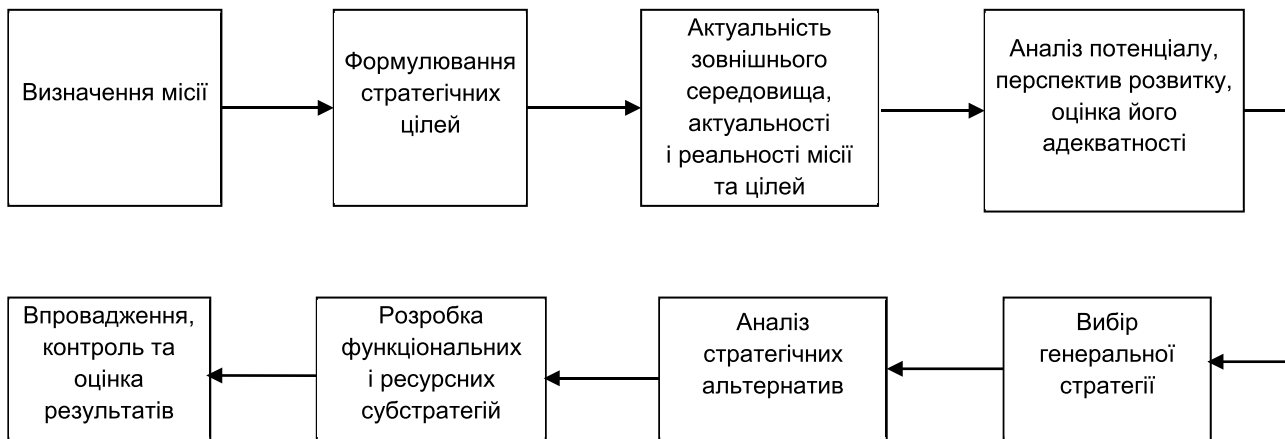 Визначення місії
Формулювання
стратегічних
цілей
Актуальність
зовнішнього
середовища,
актуальності
і реальності місії
та цілей
Аналіз потенціалу,
перспектив розвитку,
оцінка його
адекватності
Вибір
генеральної
стратегії
Аналіз
стратегічних
альтернатив
Розробка
функціональних
і ресурсних
субстратегій
Впровадження,
контроль та
оцінка
результатів